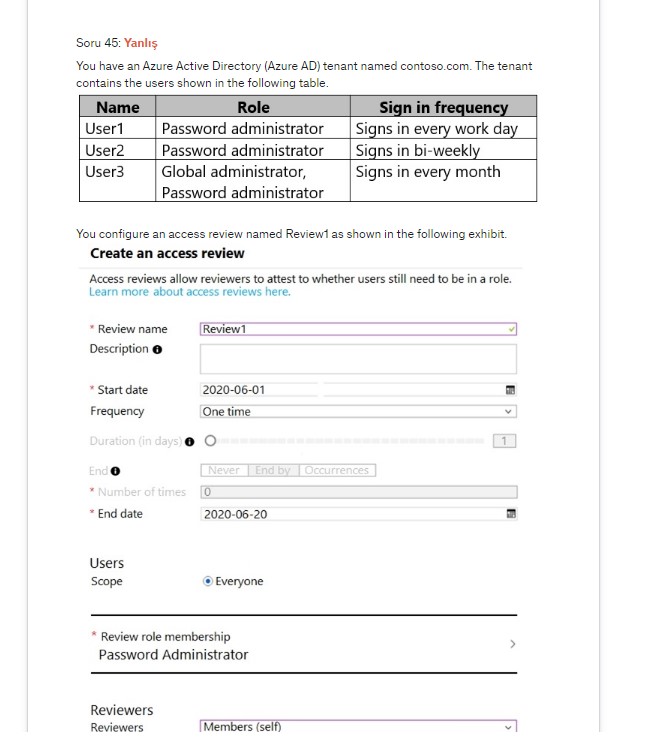 Soru 45: Yanlış
You have an Azure Active Directory (Azure AD) tenant named contoso.com. The tenant
contains the users shown in the following table.
Name Role Sign in frequency
User1 Password administrator Signs in every work day
User2 Password administrator Signs in bi-weekly
User3 Global administrator, Signs in every month
Password administrator
You configure an access review named Review1 as shown in the following exhibit.
Create an access review
Access reviews allow reviewers to attest to whether users still need to be in a role.
Learn more about access reviews here.
* Review name Review1
Description
* Start date 2020-06-01
Frequency One time
Duration (in days) 1
End Never End by Occurrences
* Number of times 0
* End date 2020-06-20
Users
Scope Everyone
* Review role membership
Password Administrator
Reviewers
Reviewers Members (self)